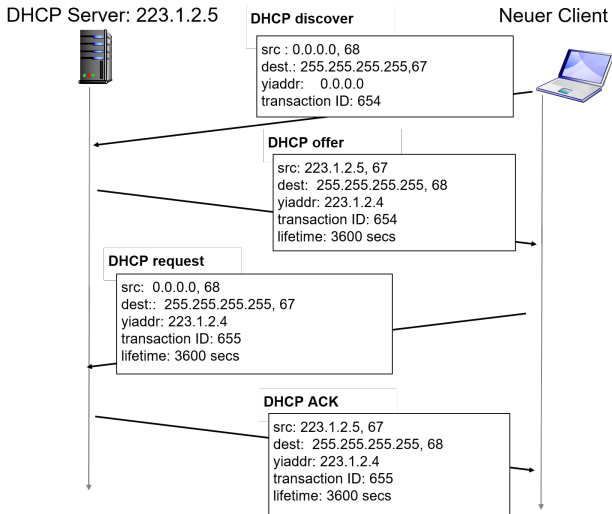 DHCP Server: 223.1.2.5
DHCP discover
Neuer Client
src : 0.0.0.0, 68
dest.: 255.255.255.255,67
yiaddr: 0.0.0.0
transaction ID: 654
DHCP offer
src: 223.1.2.5, 67
dest: 255.255.255.255, 68
yiaddr: 223.1.2.4
transaction ID: 654
lifetime: 3600 secs
DHCP request
src: 0.0.0.0, 68
dest:: 255.255.255.255, 67
yiaddr: 223.1.2.4
transaction ID: 655
lifetime: 3600 secs
DHCP ACK
src: 223.1.2.5, 67
dest: 255.255.255.255, 68
yiaddr: 223.1.2.4
transaction ID: 655
lifetime: 3600 secs